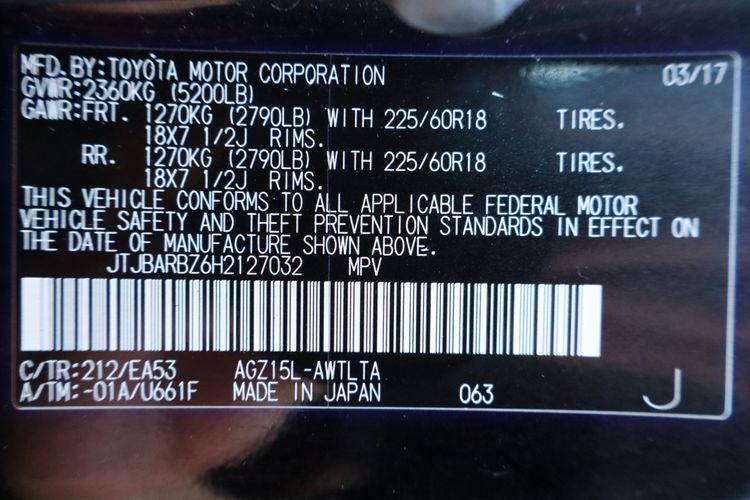 MFD.BY:TOYOTA MOTOR CORPORATION 03/17
GVWR:2360KG (5200LB)
GAWR:FRT. 1270KG (2790LB) WITH 225/60R18 TIRES.
18X7 1/2J RIMS.
RR. 1270KG (2790LB) WITH 225/60R18 TIRES.
18X7 1/2J RIMS.
THIS VEHICLE CONFORMS TO ALL APPLICABLE FEDERAL MOTOR
VEHICLE SAFETY AND THEFT PREVENTION STANDARDS IN EFFECT ON
THE DATE OF MANUFACTURE SHOWN ABOVE.
JTJBARBZ6H2127032 MPV
C/TR:212/EA53 AGZ15L-AWTLTA
A/TM:-01A/U661F MADE IN JAPAN 063 J